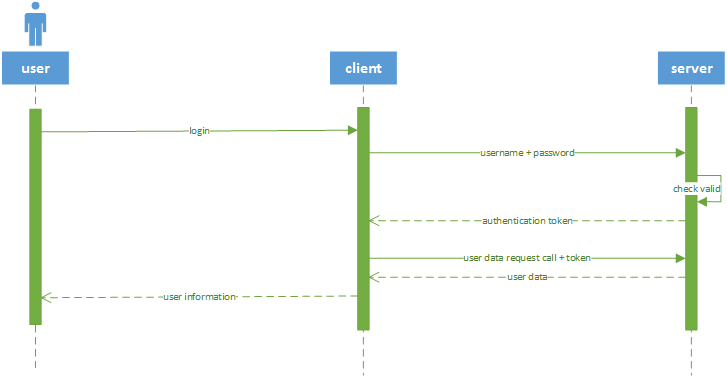 user
client
server
login
username + password
check valid
authentication token
user data request call + token
user data
user information